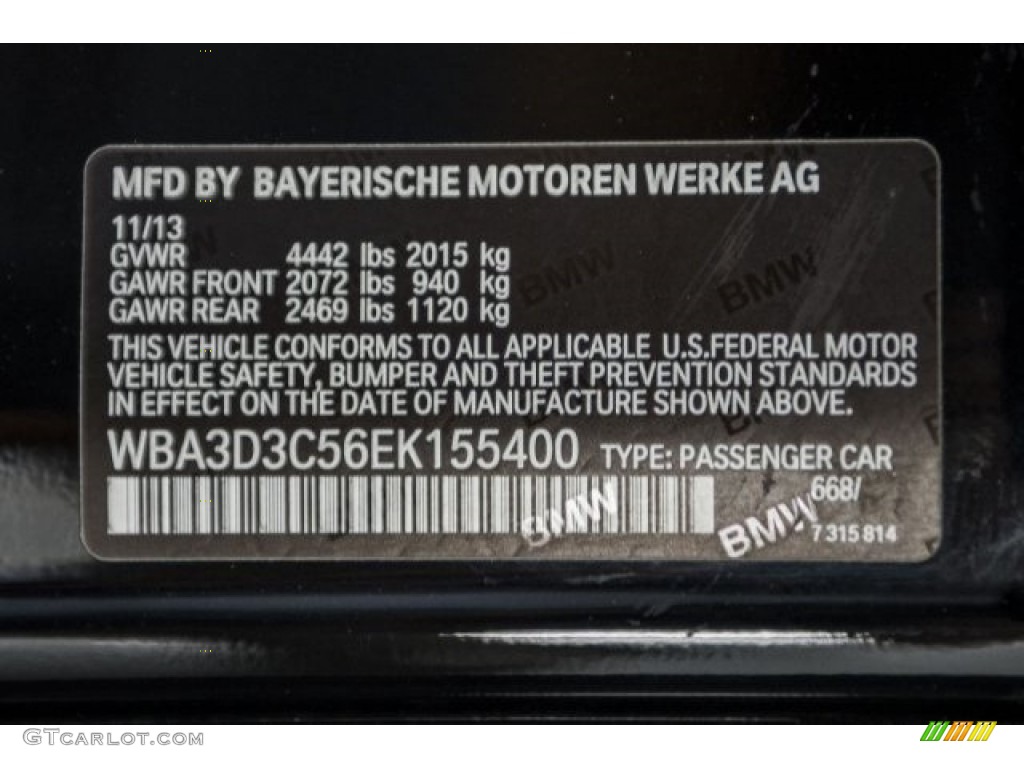 MFD BY BAYERISCHE MOTOREN WERKE AG
11/13
GVWR 4442 lbs 2015 kg
GAWR FRONT 2072 lbs 940 kg
GAWR REAR 2469 lbs 1120 kg
THIS VEHICLE CONFORMS TO ALL APPLICABLE U.S.FEDERAL MOTOR
VEHICLE SAFETY, BUMPER AND THEFT PREVENTION STANDARDS
IN EFFECT ON THE DATE OF MANUFACTURE SHOWN ABOVE.
WBA3D3C56EK155400 TYPE: PASSENGER CAR
668/
7 315 814
BMW
BMW
BMW
BMW
GTCARLOT.COM